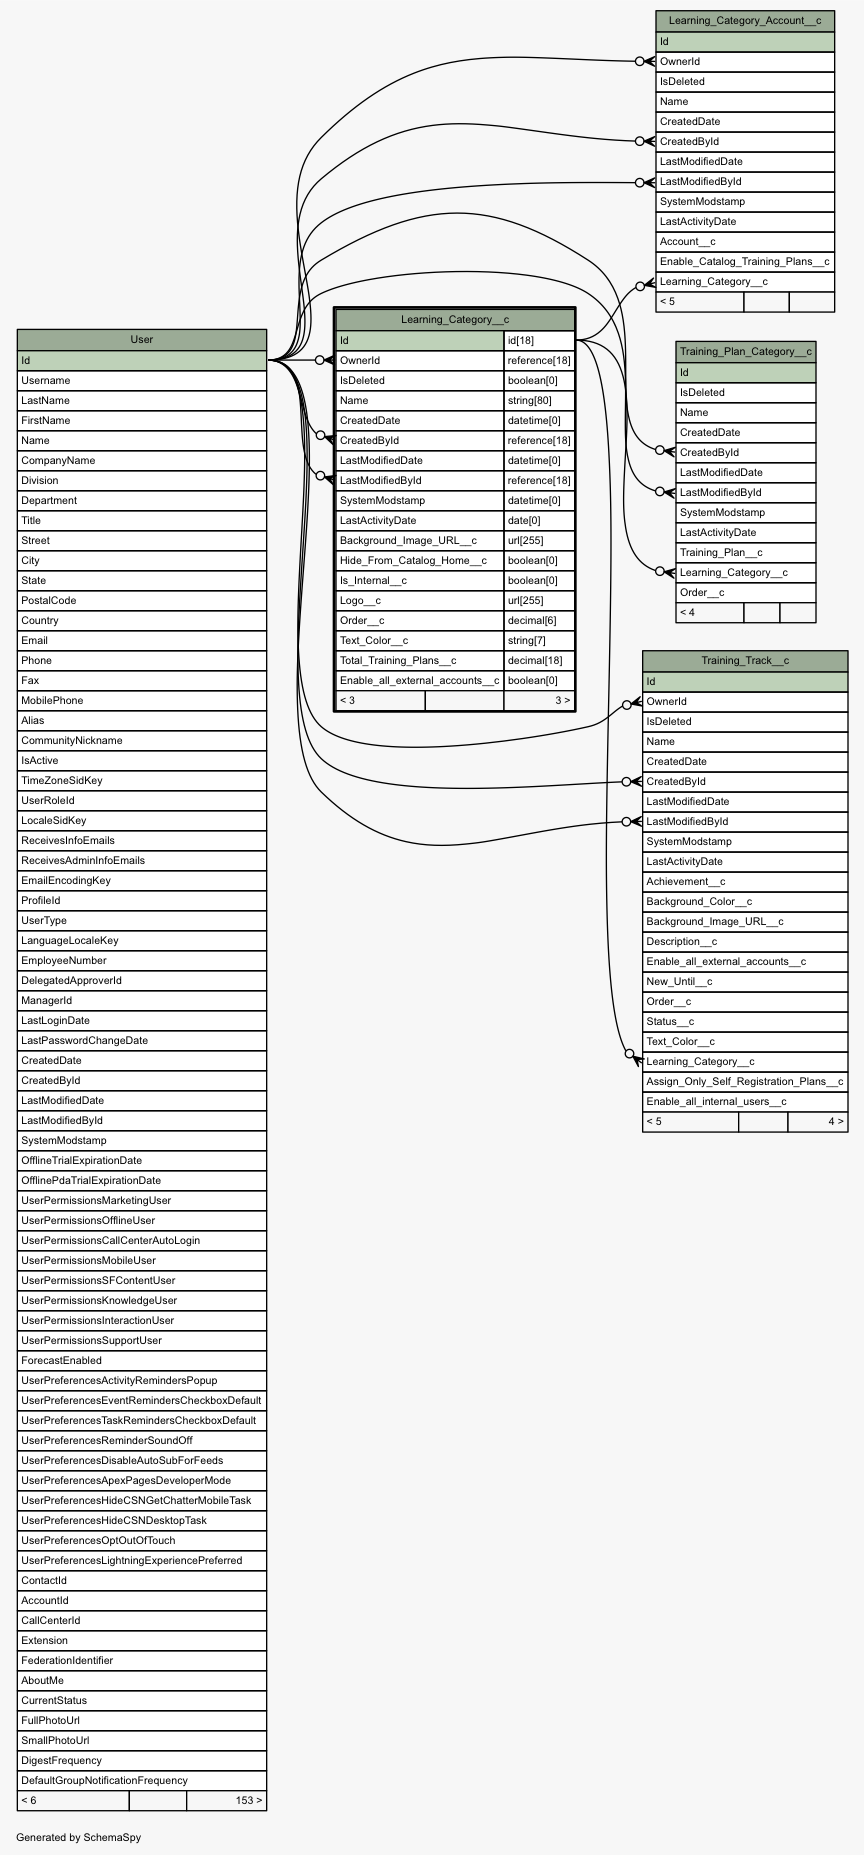 Learning_Category_Account__c
Id
OwnerId
IsDeleted
Name
CreatedDate
CreatedById
LastModifiedDate
LastModifiedById
SystemModstamp
LastActivityDate
Account__c
Enable_Catalog_Training_Plans__c
Learning_Category__c
< 5
Learning_Category__c
Id id[18]
OwnerId reference[18]
IsDeleted boolean[0]
Name string[80]
CreatedDate datetime[0]
CreatedById reference[18]
LastModifiedDate datetime[0]
LastModifiedById reference[18]
SystemModstamp datetime[0]
LastActivityDate date[0]
Background_Image_URL__c url[255]
Hide_From_Catalog_Home__c boolean[0]
Is_Internal__c boolean[0]
Logo__c url[255]
Order__c decimal[6]
Text_Color__c string[7]
Total_Training_Plans__c decimal[18]
Enable_all_external_accounts__c boolean[0]
< 3 3 >
Training_Plan_Category__c
Id
IsDeleted
Name
CreatedDate
CreatedById
LastModifiedDate
LastModifiedById
SystemModstamp
LastActivityDate
Training_Plan__c
Learning_Category__c
Order__c
< 4
Training_Track__c
Id
OwnerId
IsDeleted
Name
CreatedDate
CreatedById
LastModifiedDate
LastModifiedById
SystemModstamp
LastActivityDate
Achievement__c
Background_Color__c
Background_Image_URL__c
Description__c
Enable_all_external_accounts__c
New_Until__c
Order__c
Status__c
Text_Color__c
Learning_Category__c
Assign_Only_Self_Registration_Plans__c
Enable_all_internal_users__c
< 5 4 >
User
Id
Username
LastName
FirstName
Name
CompanyName
Division
Department
Title
Street
City
State
PostalCode
Country
Email
Phone
Fax
MobilePhone
Alias
CommunityNickname
IsActive
TimeZoneSidKey
UserRoleId
LocaleSidKey
ReceivesInfoEmails
ReceivesAdminInfoEmails
EmailEncodingKey
ProfileId
UserType
LanguageLocaleKey
EmployeeNumber
DelegatedApproverId
ManagerId
LastLoginDate
LastPasswordChangeDate
CreatedDate
CreatedById
LastModifiedDate
LastModifiedById
SystemModstamp
OfflineTrialExpirationDate
OfflinePdaTrialExpirationDate
UserPermissionsMarketingUser
UserPermissionsOfflineUser
UserPermissionsCallCenterAutoLogin
UserPermissionsMobileUser
UserPermissionsSFContentUser
UserPermissionsKnowledgeUser
UserPermissionsInteractionUser
UserPermissionsSupportUser
ForecastEnabled
UserPreferencesActivityRemindersPopup
UserPreferencesEventRemindersCheckboxDefault
UserPreferencesTaskRemindersCheckboxDefault
UserPreferencesReminderSoundOff
UserPreferencesDisableAutoSubForFeeds
UserPreferencesApexPagesDeveloperMode
UserPreferencesHideCSNGetChatterMobileTask
UserPreferencesHideCSNDesktopTask
UserPreferencesOptOutOfTouch
UserPreferencesLightningExperiencePreferred
ContactId
AccountId
CallCenterId
Extension
FederationIdentifier
AboutMe
CurrentStatus
FullPhotoUrl
SmallPhotoUrl
DigestFrequency
DefaultGroupNotificationFrequency
< 6 153 >
Generated by SchemaSpy